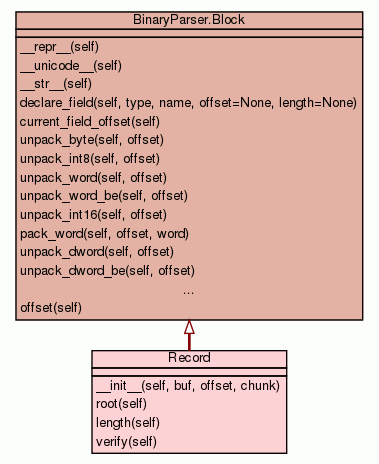 BinaryParser.Block
__repr__(self)
__unicode__(self)
__str__(self)
declare_field(self, type, name, offset=None, length=None)
current_field_offset(self)
unpack_byte(self, offset)
unpack_int8(self, offset)
unpack_word(self, offset)
unpack_word_be(self, offset)
unpack_int16(self, offset)
pack_word(self, offset, word)
unpack_dword(self, offset)
unpack_dword_be(self, offset)
...
offset(self)
Record
__init__(self, buf, offset, chunk)
root(self)
length(self)
verify(self)